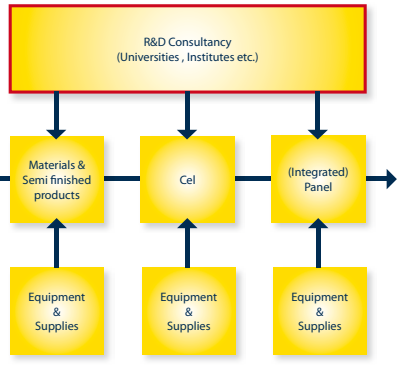 R&D Consultancy
(Universities , Institutes etc.)
Materials &
Semi finished
products
Cel
(Integrated)
Panel
Equipment
&
Supplies
Equipment
&
Supplies
Equipment
&
Supplies